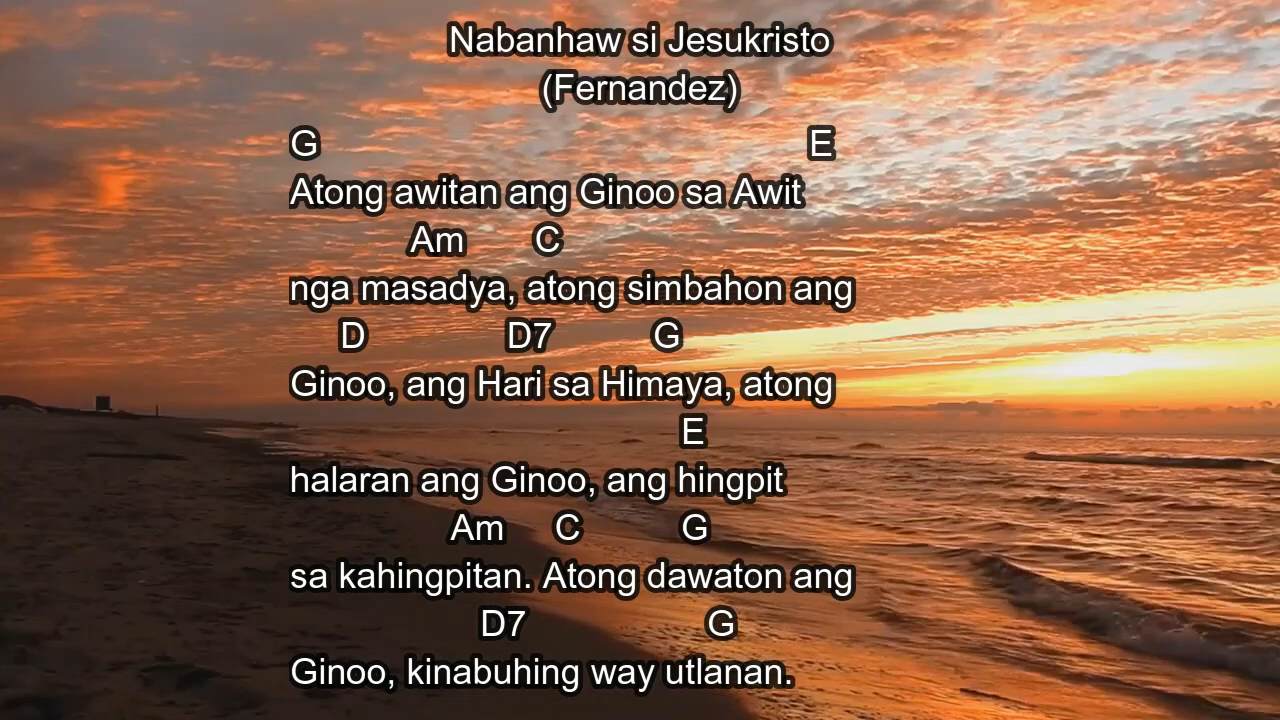 Nabanhaw si Jesukristo
(Fernandez)
G E
Atong awitan ang Ginoo sa Awit
Am C
nga masadya, atong simbahon ang
D D7 G
Ginoo, ang Hari sa Himaya, atong
E
halaran ang Ginoo, ang hingpit
Am C G
sa kahingpitan. Atong dawaton ang
D7 G
Ginoo, kinabuhing way utlanan.